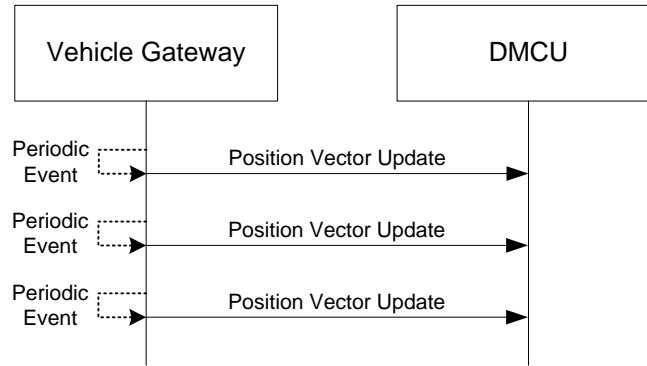 Vehicle Gateway
DMCU
Periodic
Event
Position Vector Update
Periodic
Event
Position Vector Update
Periodic
Event
Position Vector Update